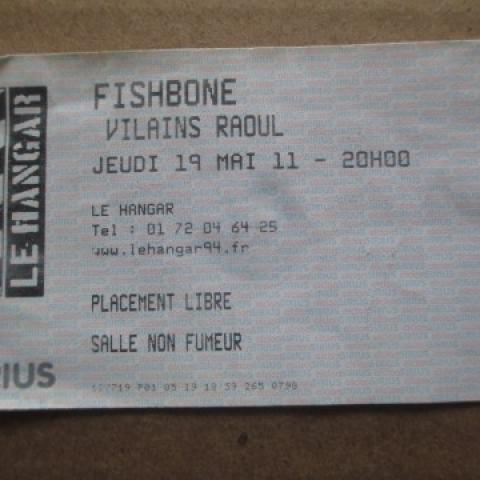 FISHBONE
VILAINS RAOUL
JEUDI 19 MAI 11 - 20H00
LE HANGAR
Tel : 01 72 04 64 25
www.lehangar94.fr
PLACEMENT LIBRE
SALLE NON FUMEUR
LE HANGAR
RIUS